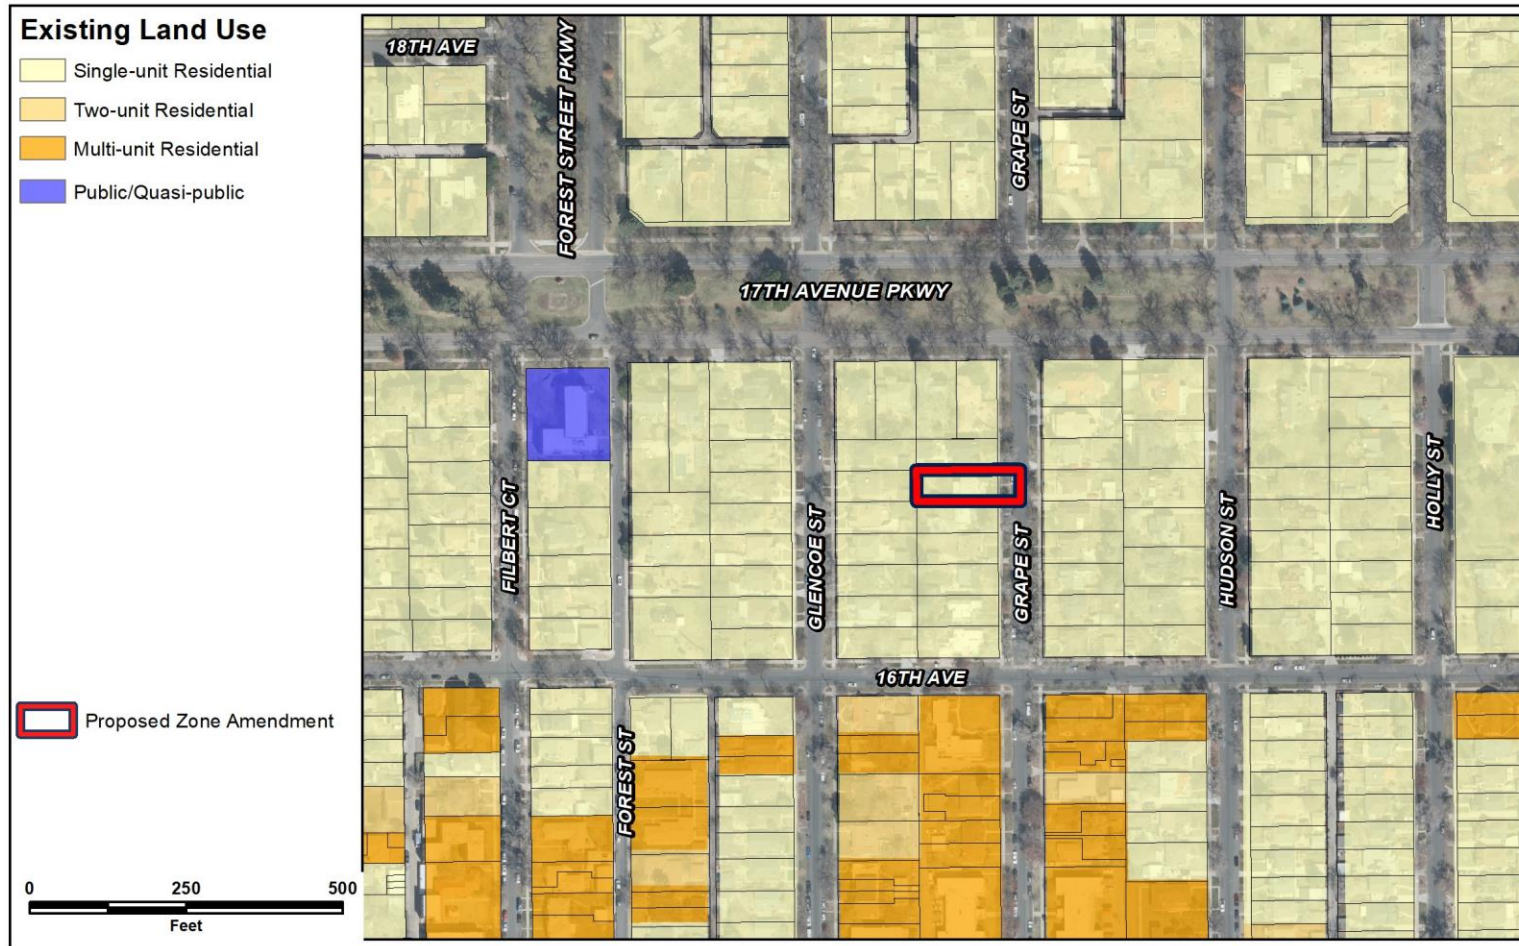 Existing Land Use
Single-unit Residential
Two-unit Residential
Multi-unit Residential
Public/Quasi-public
Proposed Zone Amendment
0 250 500
Feet
18TH AVE
FOREST STREET PKWY
GRAPE ST
17TH AVENUE PKWY
FILBERT CT
GLENCOE ST
GRAPE ST
HUDSON ST
HOLLY ST
16TH AVE
FOREST ST